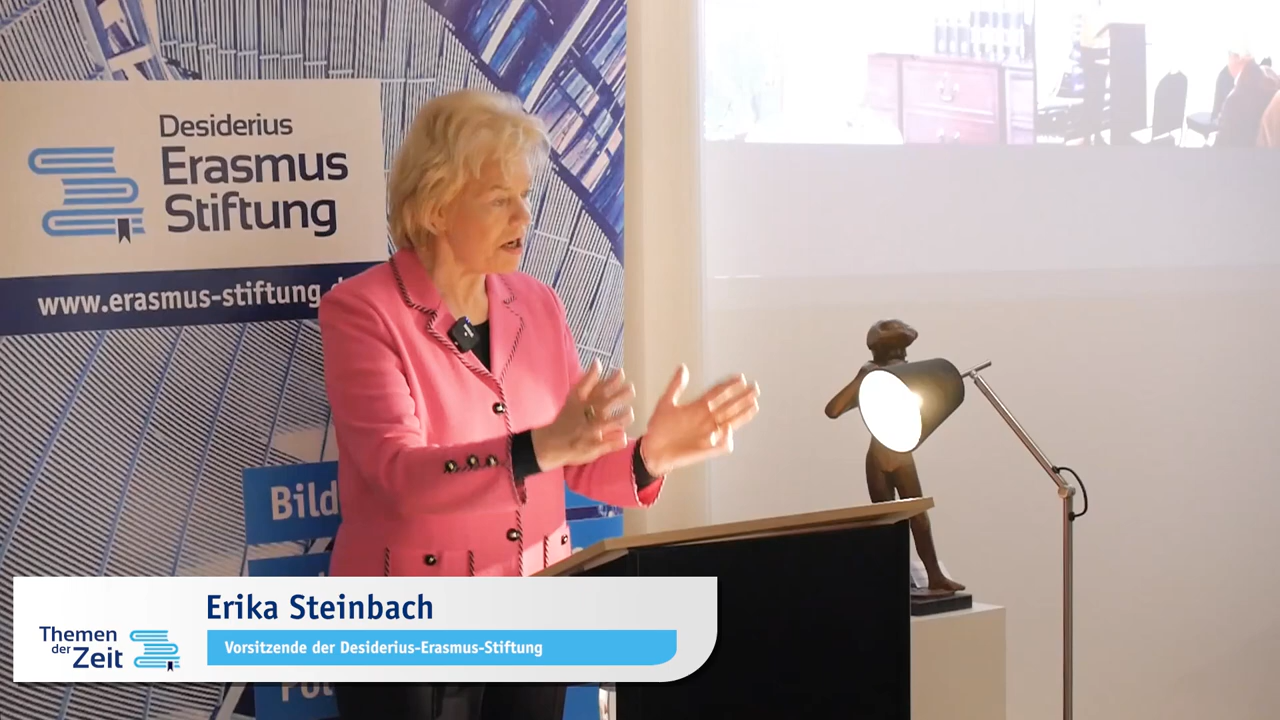 Desiderius
Erasmus
Stiftung
www.erasmus-stiftung.
Bild
Erika Steinbach
Vorsitzende der Desiderius-Erasmus-Stiftung
Themen
der
Zeit